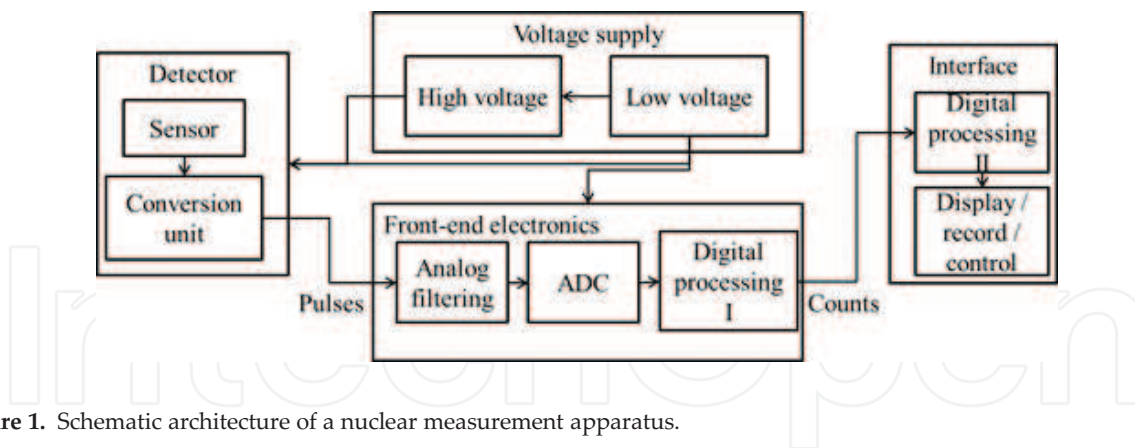 Voltage supply
High voltage
Low voltage
Detector
Sensor
Conversion
unit
Interface
Digital
processing
II
Display /
record /
control
Front-end electronics
Analog
filtering
ADC
Digital
processing
I
Pulses
Counts
IntechOpen
re 1. Schematic architecture of a nuclear measurement apparatus.